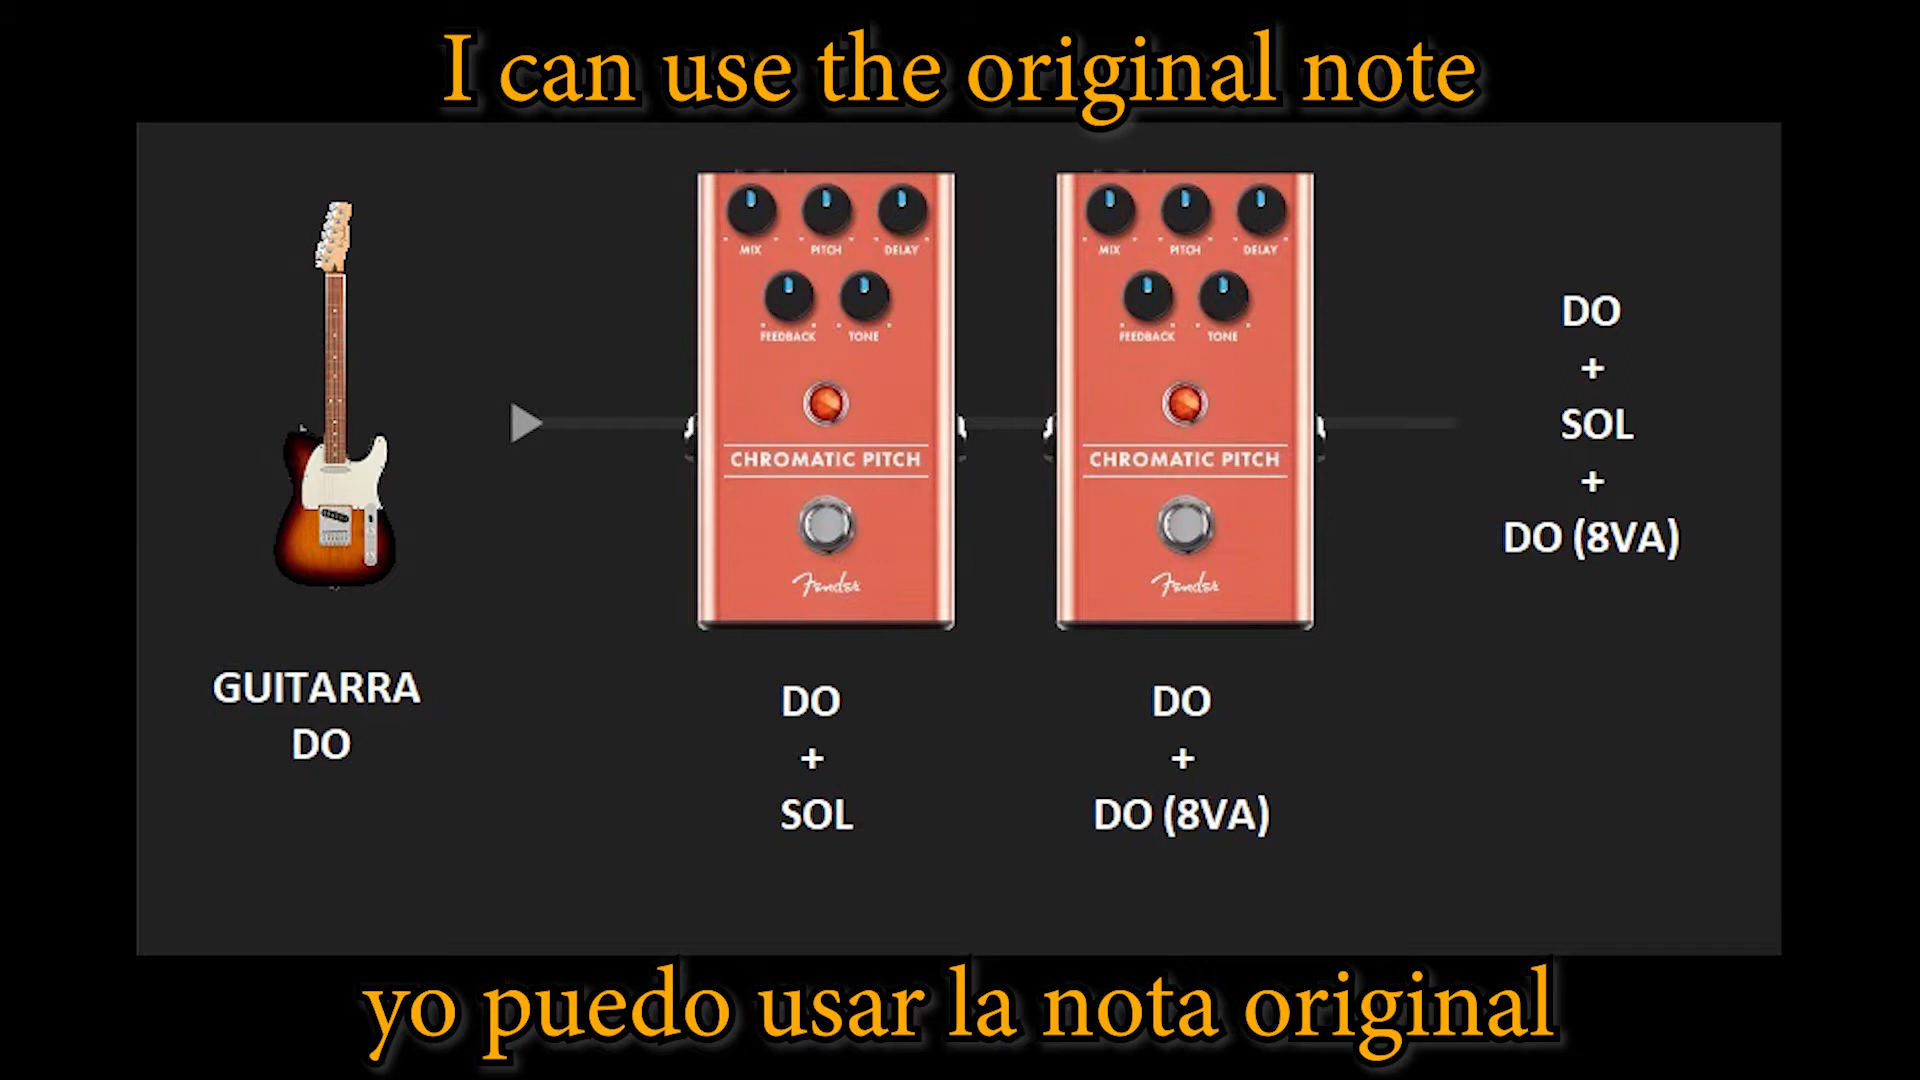 I can use the original note
MIX PITCH DELAY
FEEDBACK TONE
CHROMATIC PITCH
Fender
MIX PITCH DELAY
FEEDBACK TONE
CHROMATIC PITCH
Fender
DO
+
SOL
+
DO (8VA)
GUITARRA
DO
DO
+
SOL
DO
+
DO (8VA)
yo puedo usar la nota original